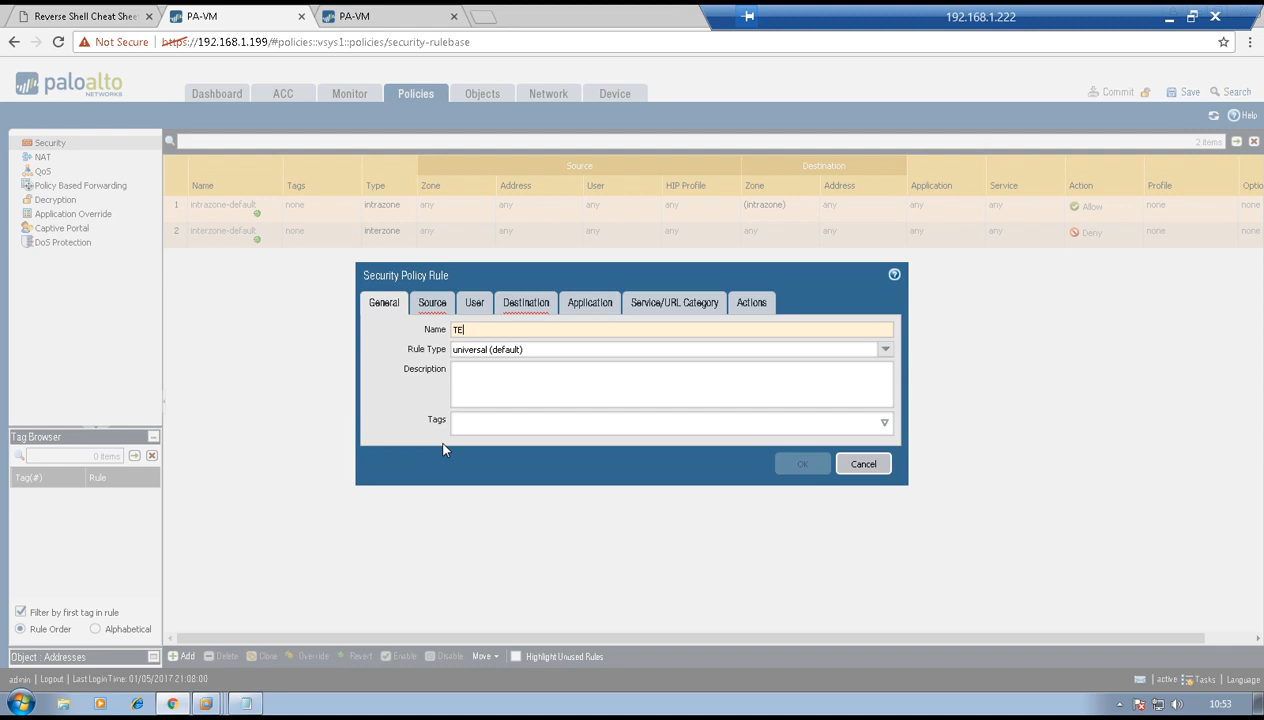 Reverse Shell Cheat Shee
PA-VM
PA-VM
192.168.1.222
Not Secure
https://192.168.1.199/#policies::vsys1::policies/security-rulebase
paloalto
NETWORKS
Dashboard
ACC
Monitor
Policies
Objects
Network
Device
Commit
Save
Search
Help
Security
NAT
QoS
Policy Based Forwarding
Decryption
Application Override
Captive Portal
DoS Protection
2 items
Source
Destination
Name
Tags
Type
Zone
Address
User
HIP Profile
Zone
Address
Application
Service
Action
Profile
Optio
1 intrazone-default none intrazone any any any any (intrazone) any any any Allow none none
2 interzone-default none interzone any any any any any any any any Deny none none
Security Policy Rule
General
Source
User
Destination
Application
Service/URL Category
Actions
Name TE
Rule Type universal (default)
Description
Tags
OK
Cancel
Tag Browser
0 items
Tag(#)
Rule
Filter by first tag in rule
Rule Order
Alphabetical
Object : Addresses
Add
Delete
Clone
Override
Revert
Enable
Disable
Move
Highlight Unused Rules
admin | Logout | Last Login Time: 01/05/2017 21:08:00
active
Tasks
Language
10:53